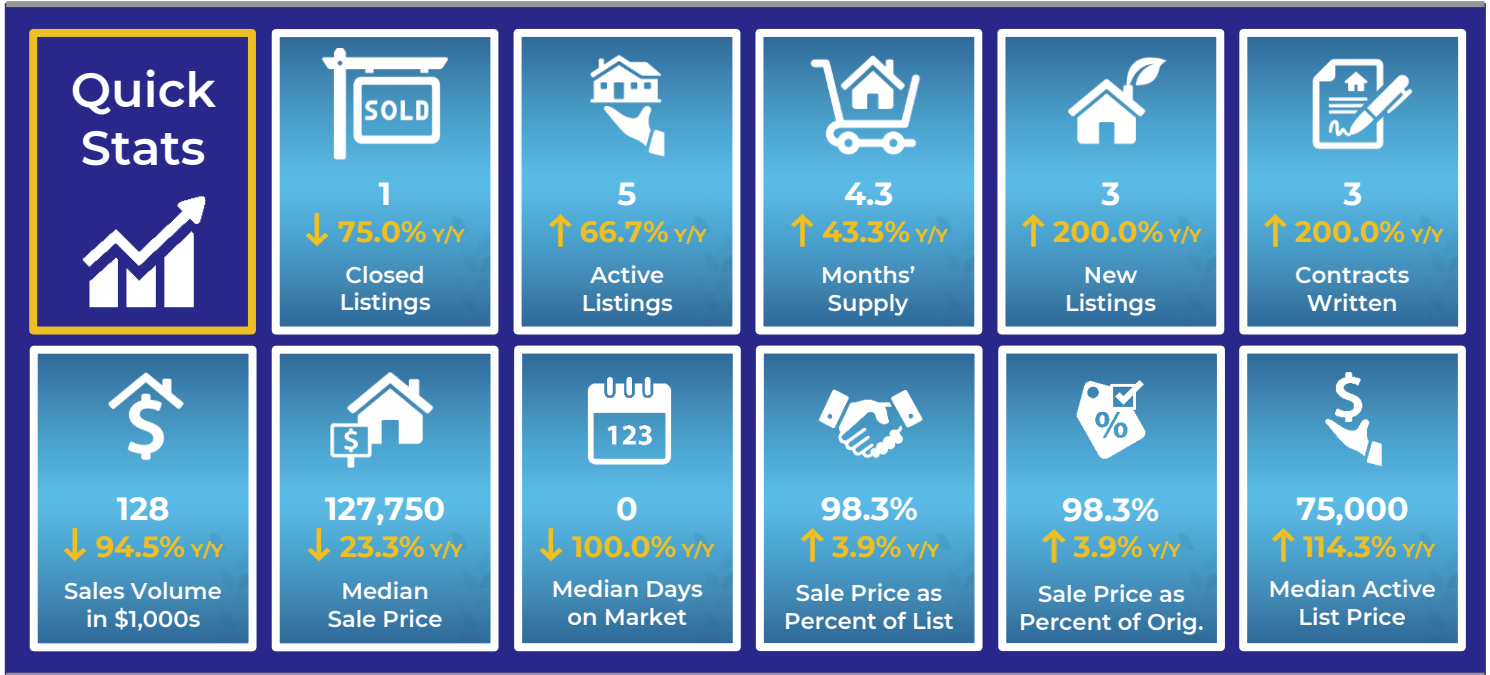 Quick
Stats
SOLD
1
↓ 75.0% Y/Y
Closed
Listings
5
↑ 66.7% Y/Y
Active
Listings
4.3
↑ 43.3% Y/Y
Months’
Supply
3
↑ 200.0% Y/Y
New
Listings
3
↑ 200.0% Y/Y
Contracts
Written
$
128
↓ 94.5% Y/Y
Sales Volume
in $1,000s
$
127,750
↓ 23.3% Y/Y
Median
Sale Price
123
0
↓ 100.0% Y/Y
Median Days
on Market
98.3%
↑ 3.9% Y/Y
Sale Price as
Percent of List
%
98.3%
↑ 3.9% Y/Y
Sale Price as
Percent of Orig.
$
75,000
↑ 114.3% Y/Y
Median Active
List Price